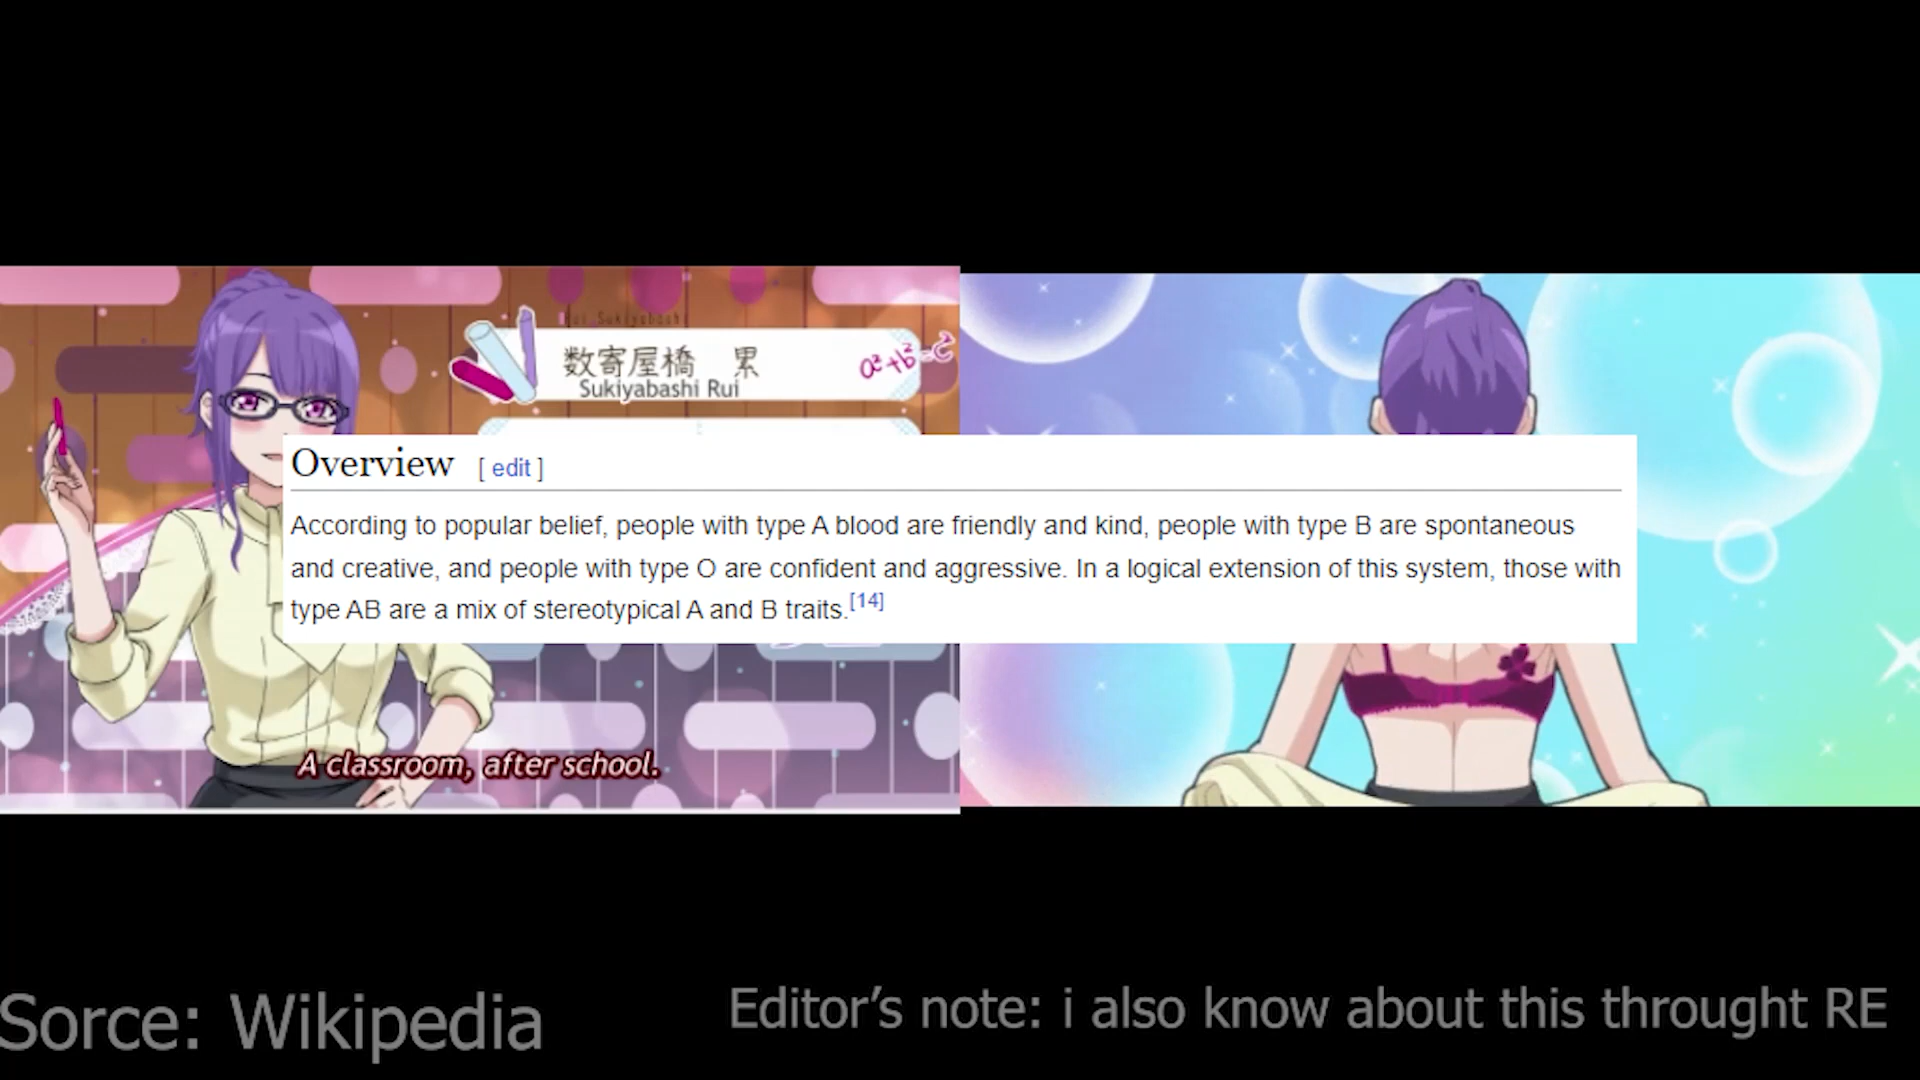 Rui Sukiyabashi
数寄屋橋 累
Sukiyabashi Rui
a²+b²=c²
Overview [ edit ]
According to popular belief, people with type A blood are friendly and kind, people with type B are spontaneous
and creative, and people with type O are confident and aggressive. In a logical extension of this system, those with
type AB are a mix of stereotypical A and B traits.[14]
A classroom, after school.
Sorce: Wikipedia
Editor’s note: i also know about this throught RE